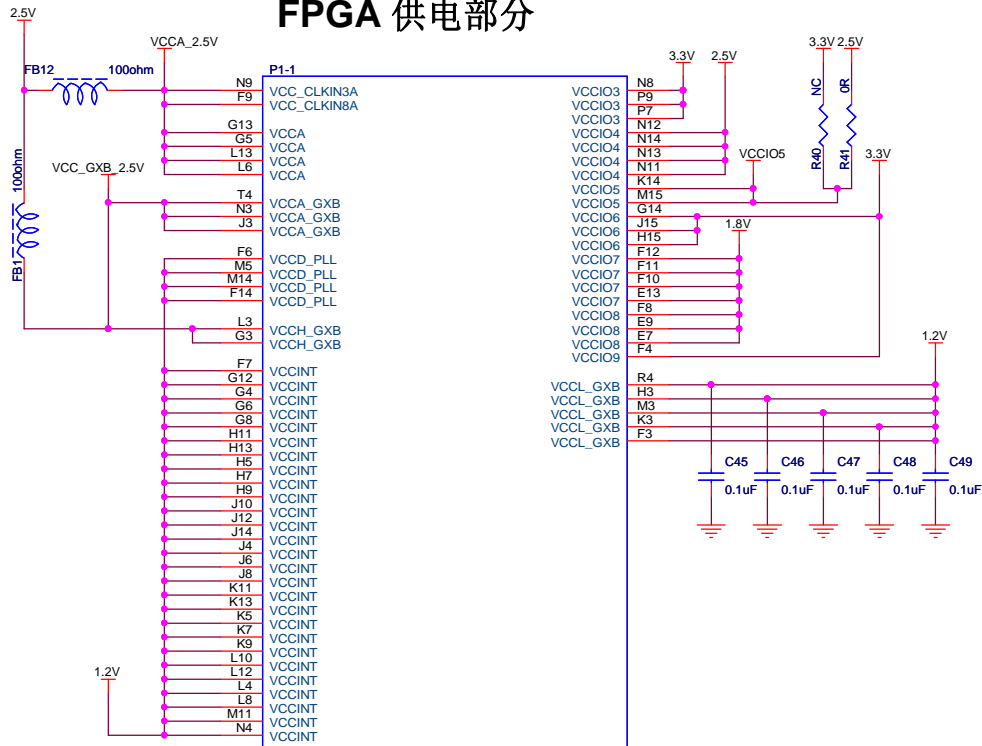 FPGA 供电部分
2.5V
VCCA_2.5V
FB12
100ohm
100ohm
FB1
VCC_GXB_2.5V
1.2V
P1-1
N9 VCC_CLKIN3A
F9 VCC_CLKIN8A
G13 VCCA
G5 VCCA
L13 VCCA
L6 VCCA
T4 VCCA_GXB
N3 VCCA_GXB
J3 VCCA_GXB
F6 VCCD_PLL
M5 VCCD_PLL
M14 VCCD_PLL
F14 VCCD_PLL
L3 VCCH_GXB
G3 VCCH_GXB
F7 VCCINT
G12 VCCINT
G4 VCCINT
G6 VCCINT
G8 VCCINT
H11 VCCINT
H13 VCCINT
H5 VCCINT
H7 VCCINT
H9 VCCINT
J10 VCCINT
J12 VCCINT
J14 VCCINT
J4 VCCINT
J6 VCCINT
J8 VCCINT
K11 VCCINT
K13 VCCINT
K5 VCCINT
K7 VCCINT
K9 VCCINT
L10 VCCINT
L12 VCCINT
L4 VCCINT
L8 VCCINT
M11 VCCINT
N4 VCCINT
VCCIO3 N8
VCCIO3 P9
VCCIO3 P7
VCCIO4 N12
VCCIO4 N14
VCCIO4 N13
VCCIO4 N11
VCCIO5 K14
VCCIO5 M15
VCCIO6 G14
VCCIO6 J15
VCCIO6 H15
VCCIO7 F12
VCCIO7 F11
VCCIO7 F10
VCCIO7 E13
VCCIO8 F8
VCCIO8 E9
VCCIO8 E7
VCCIO9 F4
VCCL_GXB R4
VCCL_GXB H3
VCCL_GXB M3
VCCL_GXB K3
VCCL_GXB F3
3.3V
2.5V
VCCIO5
3.3V
2.5V
NC
0R
R40
R41
3.3V
1.8V
1.2V
C45
0.1uF
C46
0.1uF
C47
0.1uF
C48
0.1uF
C49
0.1uF